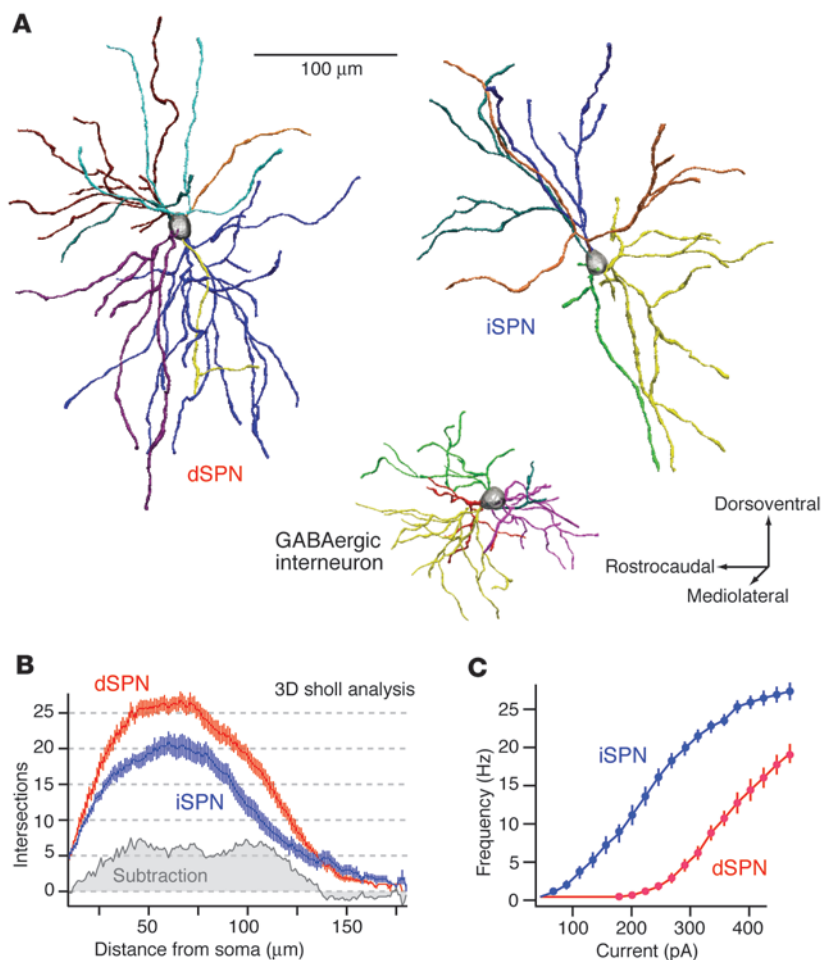 A
100 μm
iSPN
dSPN
GABAergic
interneuron
Dorsoventral
Rostrocaudal
Mediolateral
B
dSPN
3D sholl analysis
25
20
15
10
5
0
iSPN
Subtraction
Intersections
50
100
150
Distance from soma (μm)
C
25
20
15
10
5
0
iSPN
dSPN
Frequency (Hz)
100
200
300
400
Current (pA)